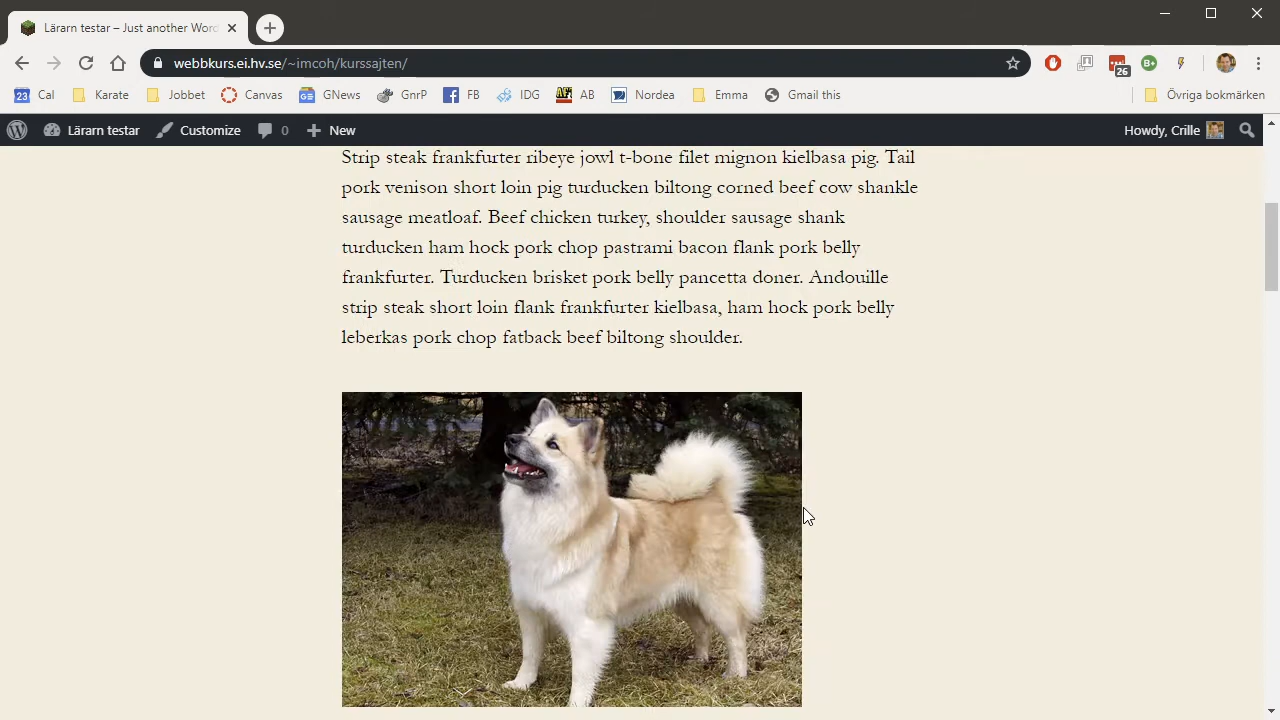 Lärarn testar – Just another Word
webbkurs.ei.hv.se/~imcoh/kurssajten/
26
23 Cal Karate Jobbet Canvas GNews GnrP FB IDG AB Nordea Emma Gmail this Övriga bokmärken
Lärarn testar Customize 0 New Howdy, Crille
Strip steak frankfurter ribeye jowl t-bone filet mignon kielbasa pig. Tail
pork venison short loin pig turducken biltong corned beef cow shankle
sausage meatloaf. Beef chicken turkey, shoulder sausage shank
turducken ham hock pork chop pastrami bacon flank pork belly
frankfurter. Turducken brisket pork belly pancetta doner. Andouille
strip steak short loin flank frankfurter kielbasa, ham hock pork belly
leberkas pork chop fatback beef biltong shoulder.